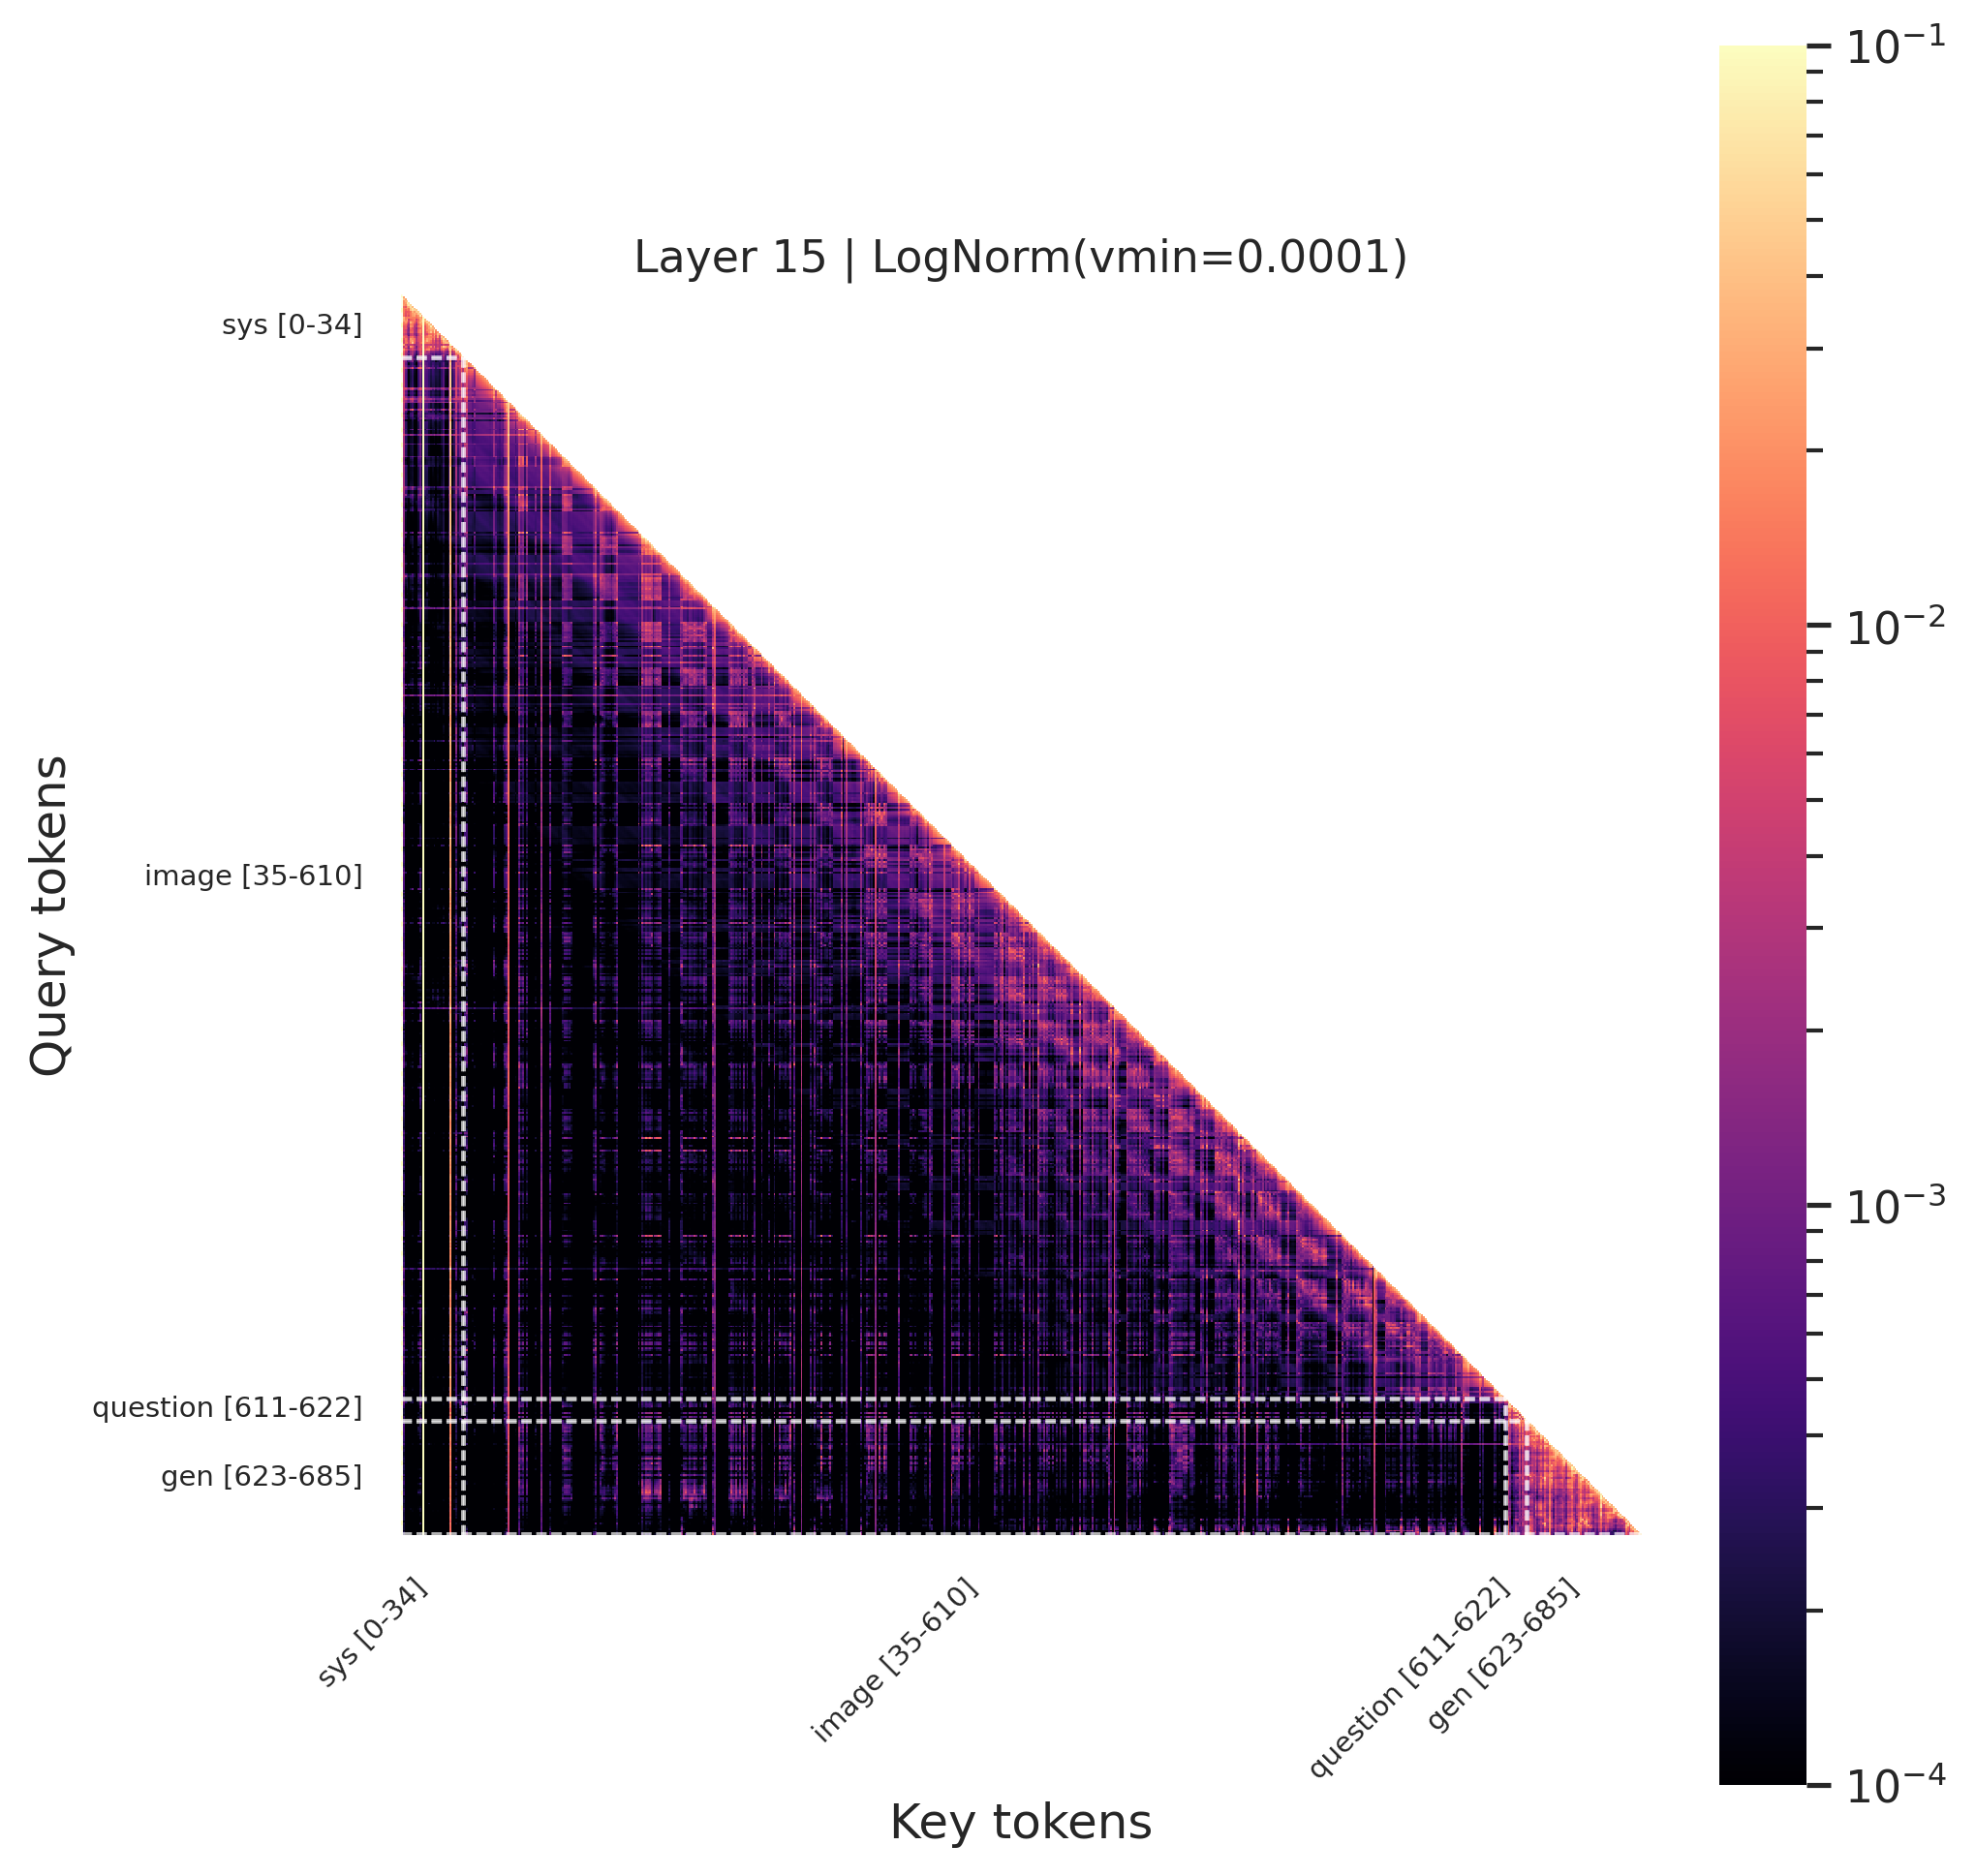 Layer 15 | LogNorm(vmin=0.0001)
sys [0-34]
image [35-610]
question [611-622]
gen [623-685]
Query tokens
sys [0-34]
image [35-610]
question [611-622]
gen [623-685]
Key tokens
10⁻¹
10⁻²
10⁻³
10⁻⁴